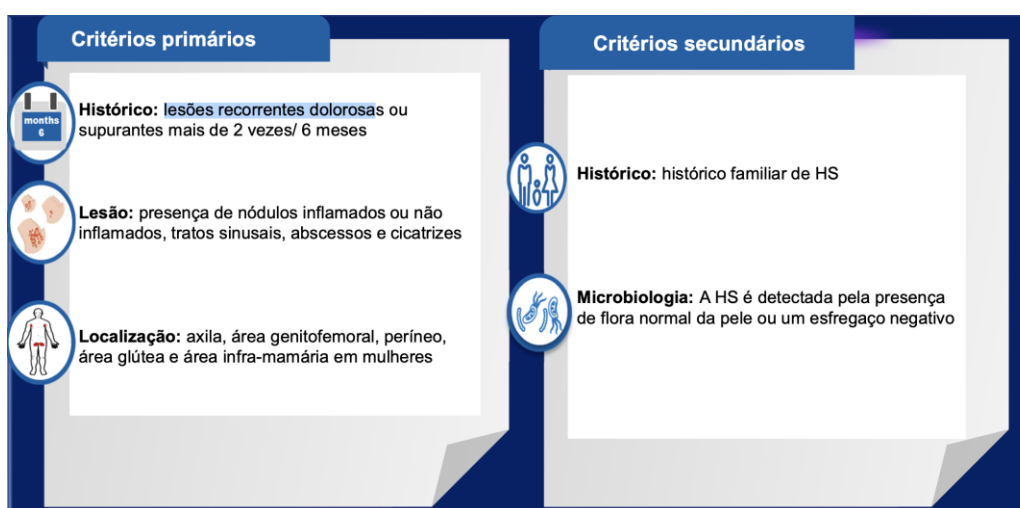 Critérios primários
months
6
Histórico: lesões recorrentes dolorosas ou
supurantes mais de 2 vezes/ 6 meses
Lesão: presença de nódulos inflamados ou não
inflamados, tratos sinusais, abscessos e cicatrizes
Localização: axila, área genitofemoral, períneo,
área glútea e área infra-mamária em mulheres
Critérios secundários
Histórico: histórico familiar de HS
Microbiologia: A HS é detectada pela presença
de flora normal da pele ou um esfregaço negativo